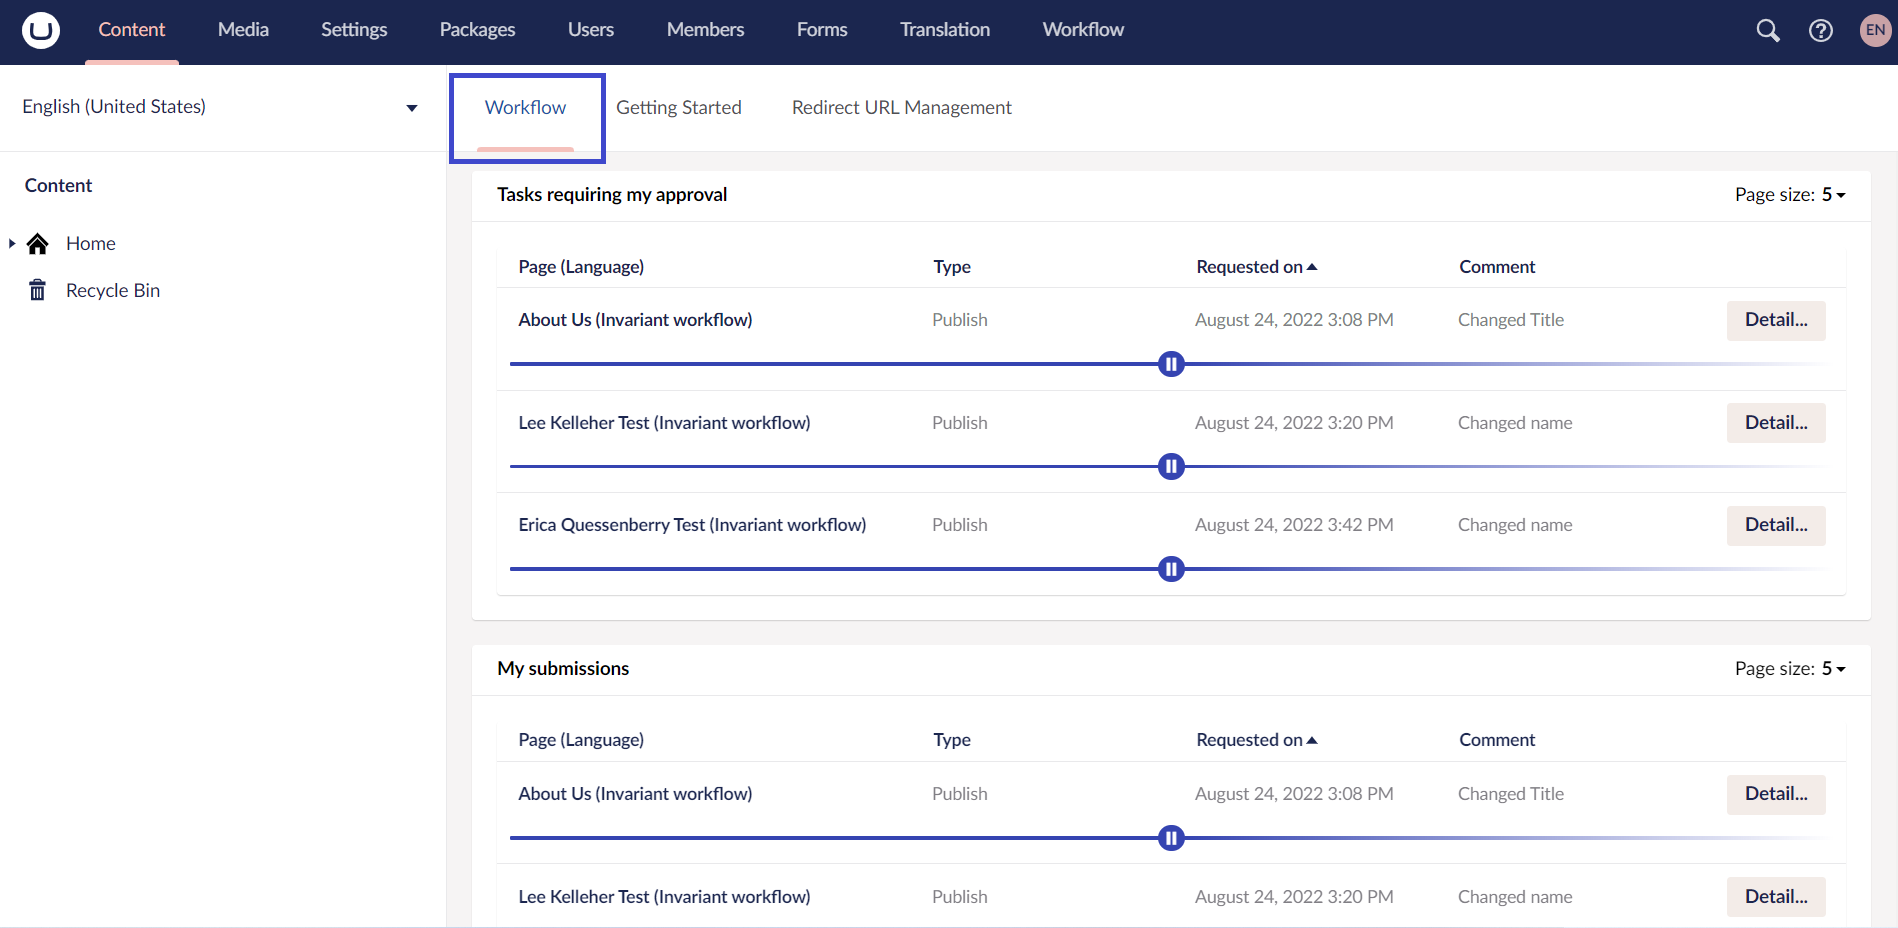 Content Media Settings Packages Users Members Forms Translation Workflow EN
English (United States)
Workflow Getting Started Redirect URL Management
Content
Home
Recycle Bin
Tasks requiring my approval Page size: 5
Page (Language) Type Requested on Comment
About Us (Invariant workflow) Publish August 24, 2022 3:08 PM Changed Title Detail...
Lee Kelleher Test (Invariant workflow) Publish August 24, 2022 3:20 PM Changed name Detail...
Erica Quessenberry Test (Invariant workflow) Publish August 24, 2022 3:42 PM Changed name Detail...
My submissions Page size: 5
Page (Language) Type Requested on Comment
About Us (Invariant workflow) Publish August 24, 2022 3:08 PM Changed Title Detail...
Lee Kelleher Test (Invariant workflow) Publish August 24, 2022 3:20 PM Changed name Detail...